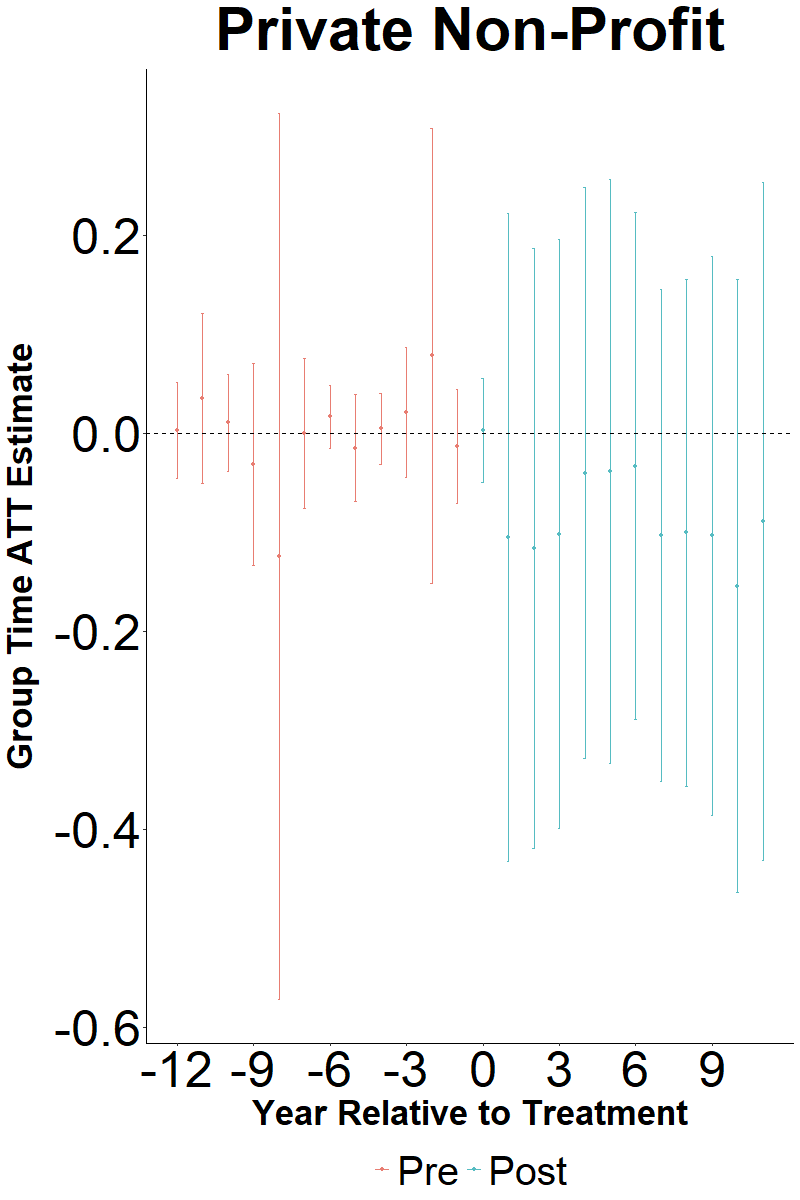 Private Non-Profit
Group Time ATT Estimate
0.2
0.0
-0.2
-0.4
-0.6
-12 -9 -6 -3 0 3 6 9
Year Relative to Treatment
Pre Post